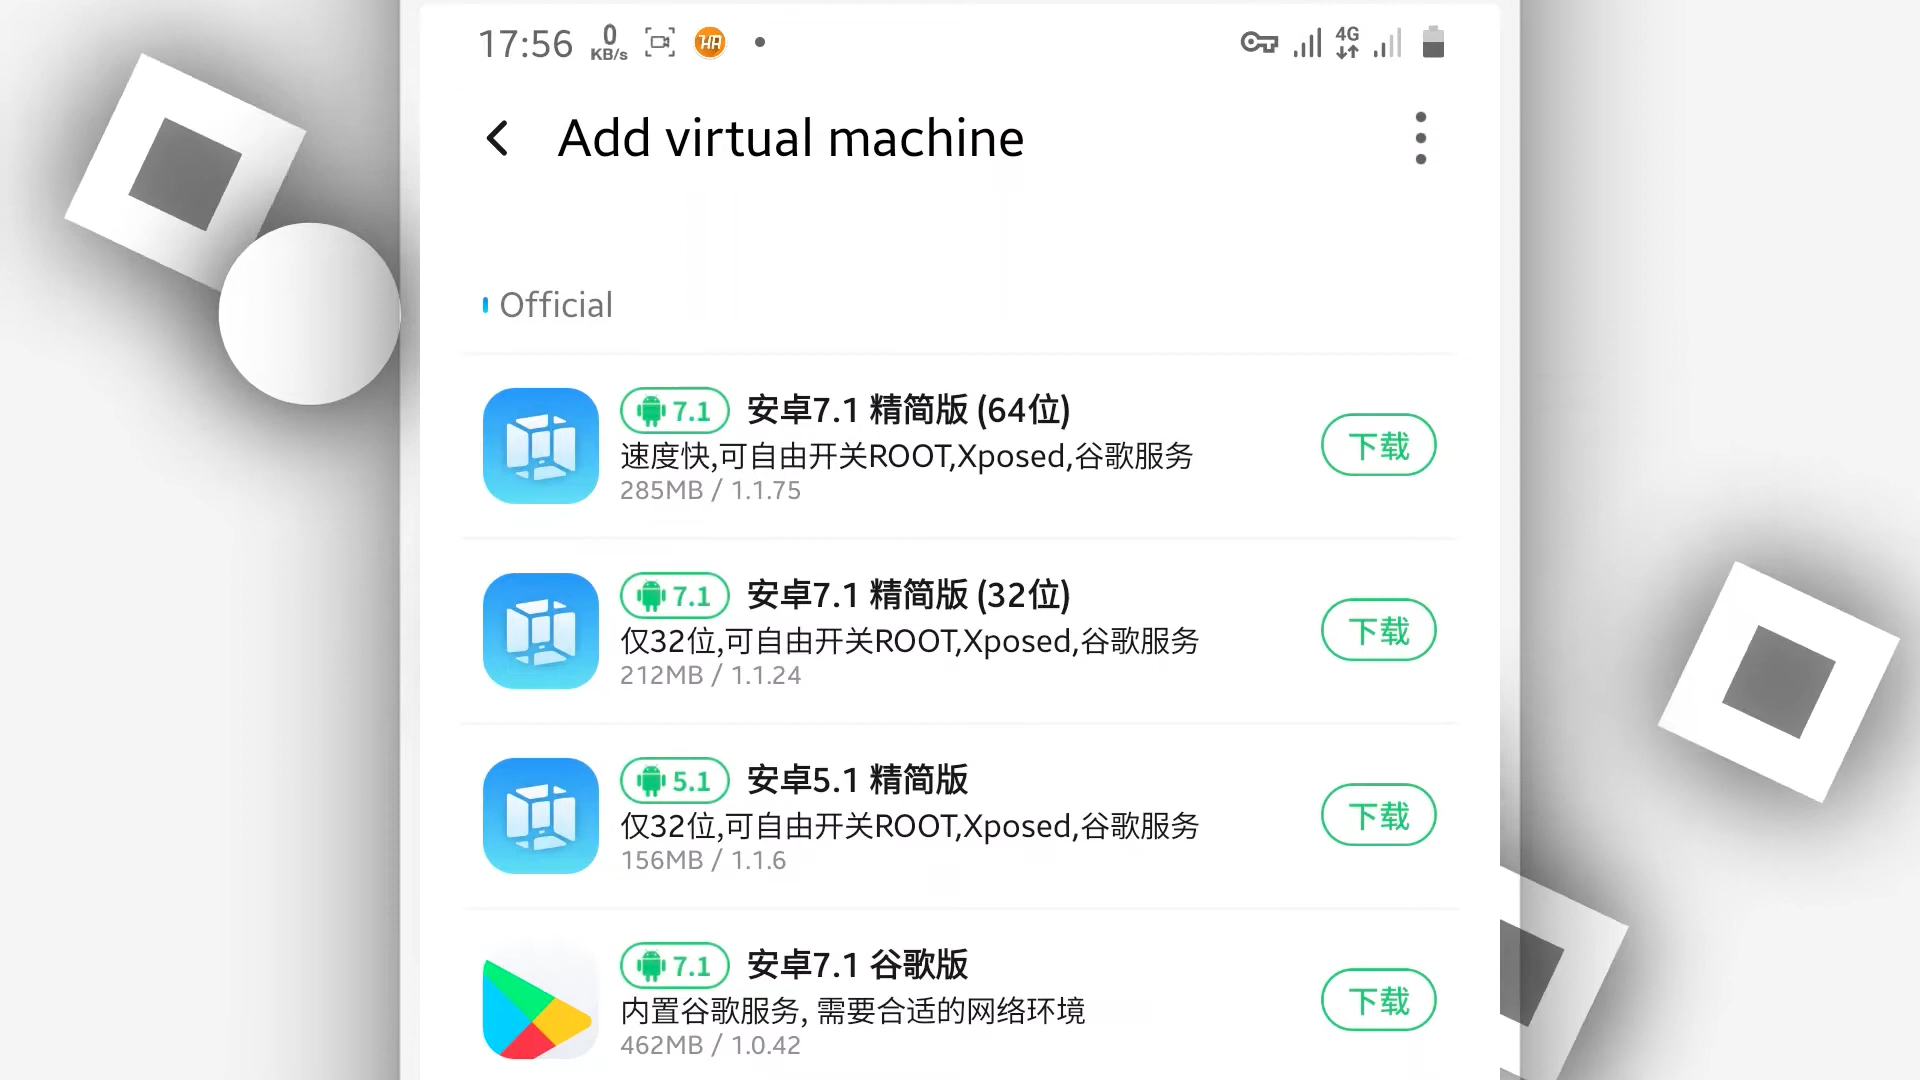 17:56
0
KB/s
HA
4G
Add virtual machine
Official
7.1 安卓7.1 精简版 (64位)
速度快,可自由开关ROOT,Xposed,谷歌服务
285MB / 1.1.75
下载
7.1 安卓7.1 精简版 (32位)
仅32位,可自由开关ROOT,Xposed,谷歌服务
212MB / 1.1.24
下载
5.1 安卓5.1 精简版
仅32位,可自由开关ROOT,Xposed,谷歌服务
156MB / 1.1.6
下载
7.1 安卓7.1 谷歌版
内置谷歌服务, 需要合适的网络环境
462MB / 1.0.42
下载